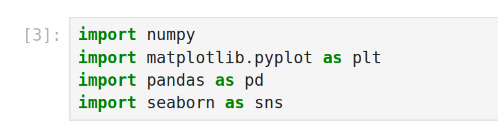 [3]: import numpy
import matplotlib.pyplot as plt
import pandas as pd
import seaborn as sns